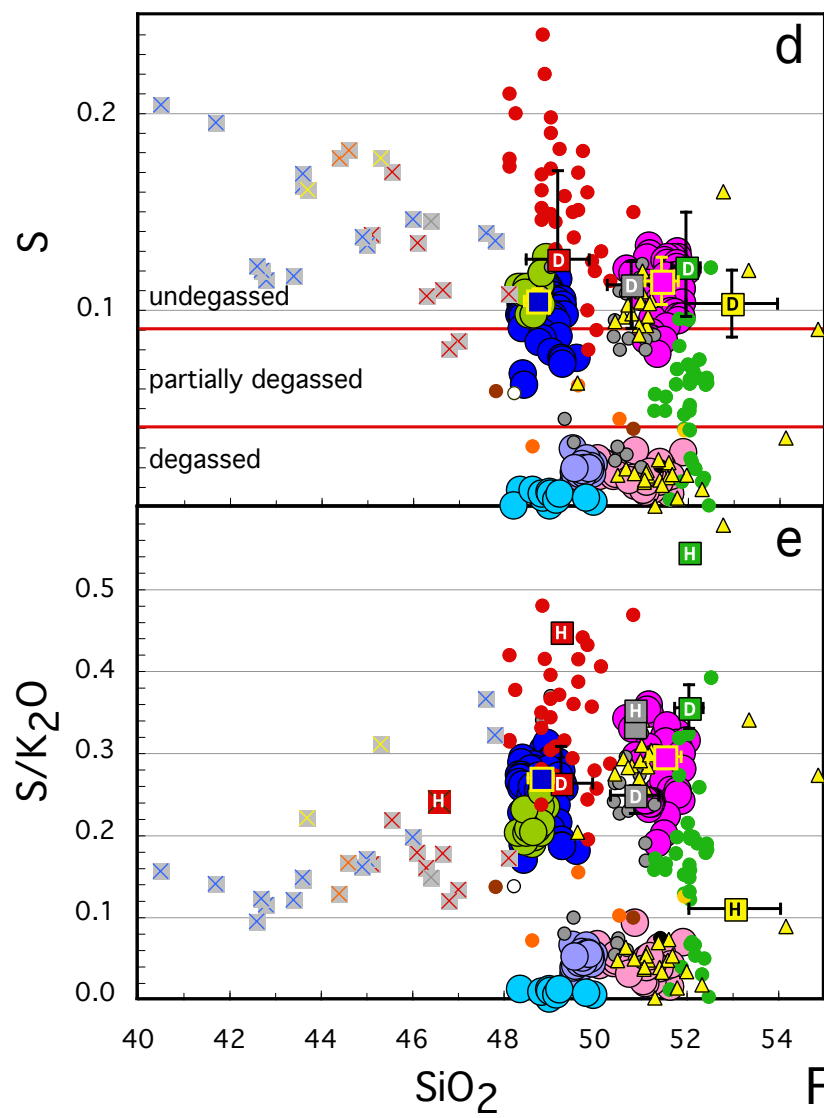 d
0.2
S
D
D
D
0.1
undegassed
D
partially degassed
degassed
e
H
0.5
H
0.4
S/K₂O
H
D
0.3
D
H
D
0.2
H
0.1
0.0
40 42 44 46 48 50 52 54
SiO₂
F